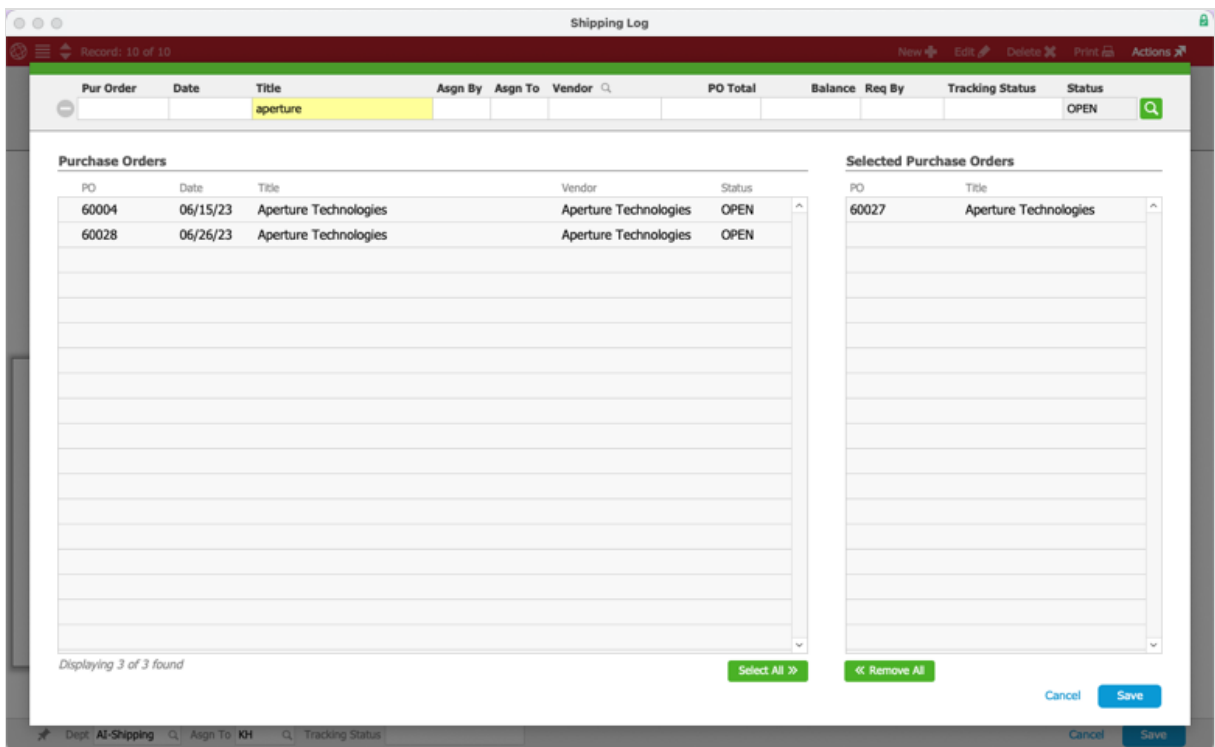 Shipping Log
Record: 10 of 10 New Edit Delete Print Actions
Pur Order Date Title Asgn By Asgn To Vendor PO Total Balance Req By Tracking Status Status
aperture OPEN
Purchase Orders Selected Purchase Orders
PO Date Title Vendor Status PO Title
60004 06/15/23 Aperture Technologies Aperture Technologies OPEN 60027 Aperture Technologies
60028 06/26/23 Aperture Technologies Aperture Technologies OPEN
Displaying 3 of 3 found
Select All » « Remove All
Cancel Save
Dept AI-Shipping Asgn To KH Tracking Status Cancel Save